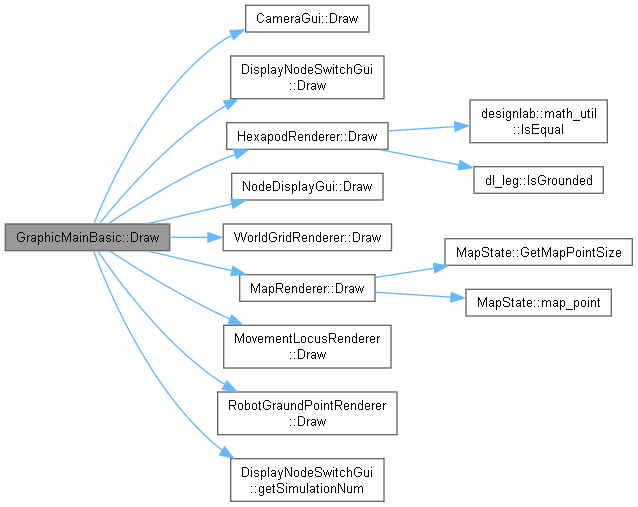 CameraGui::Draw
DisplayNodeSwitchGui
::Draw
designlab::math_util
::IsEqual
HexapodRenderer::Draw
dl_leg::IsGrounded
NodeDisplayGui::Draw
GraphicMainBasic::Draw
WorldGridRenderer::Draw
MapState::GetMapPointSize
MapRenderer::Draw
MapState::map_point
MovementLocusRenderer
::Draw
RobotGraundPointRenderer
::Draw
DisplayNodeSwitchGui
::getSimulationNum